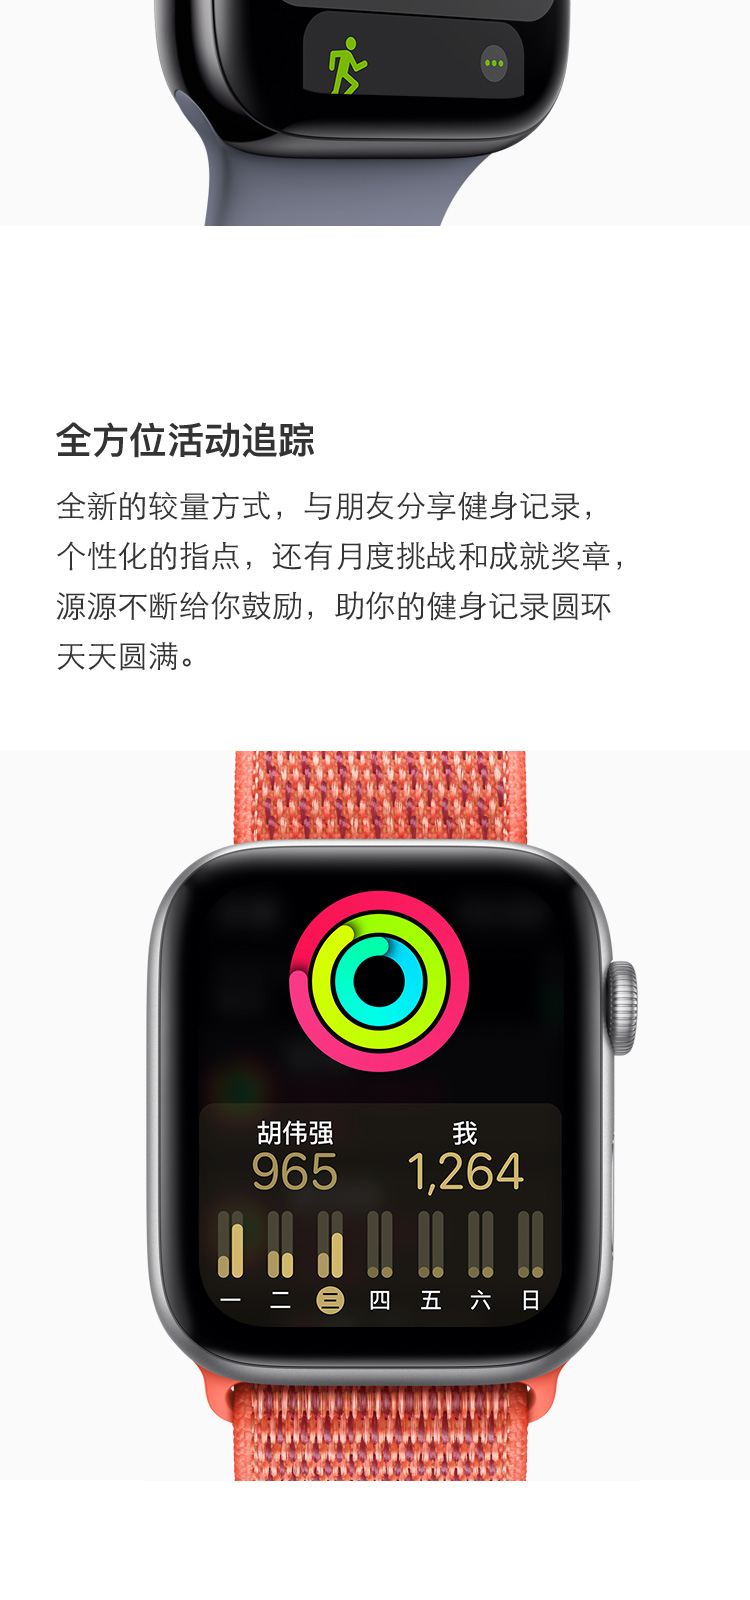 全方位活动追踪
全新的较量方式，与朋友分享健身记录，
个性化的指点，还有月度挑战和成就奖章，
源源不断给你鼓励，助你的健身记录圆环
天天圆满。
胡伟强 我
965 1,264
一 二 三 四 五 六 日